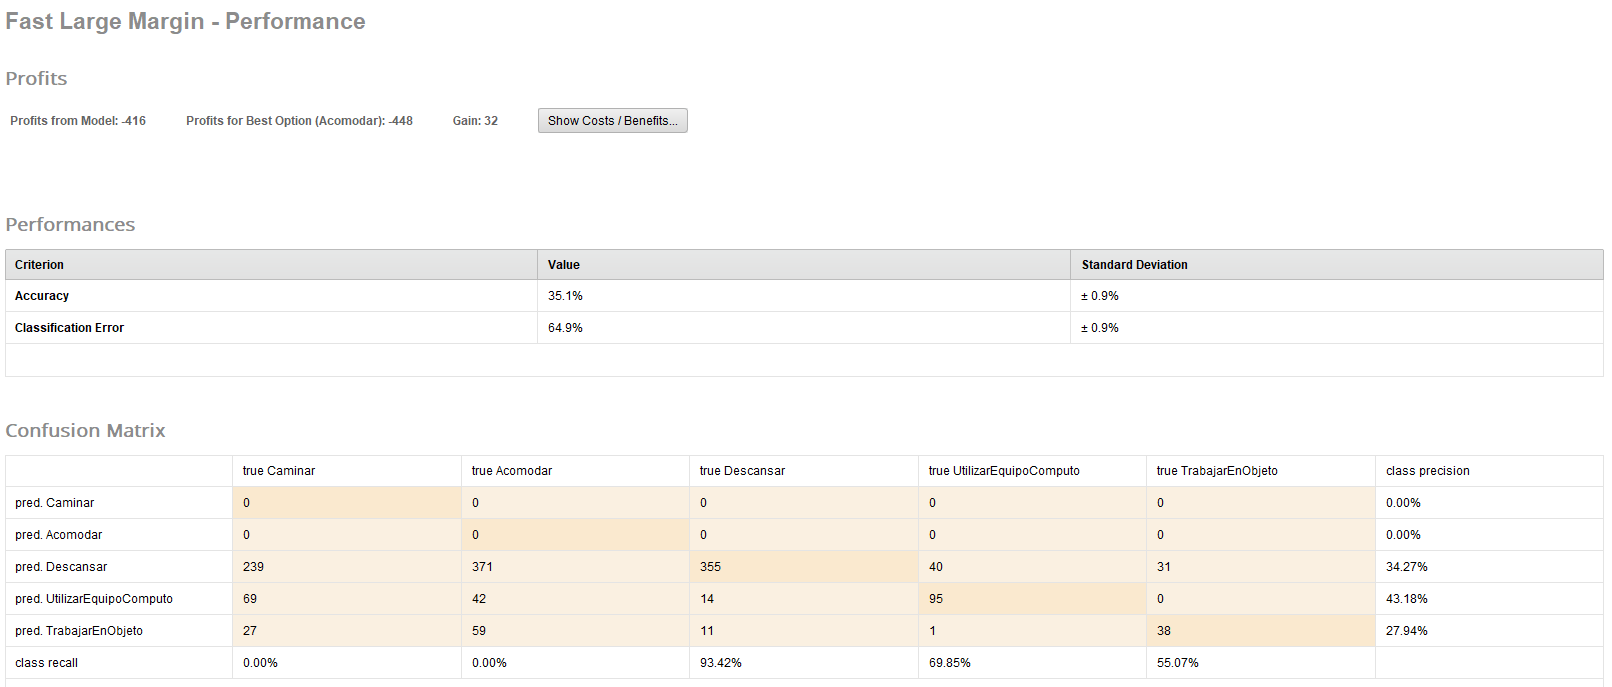 Fast Large Margin - Performance
Profits
Profits from Model: -416 Profits for Best Option (Acomodar): -448 Gain: 32 Show Costs / Benefits...
Performances
Criterion Value Standard Deviation
Accuracy 35.1% ± 0.9%
Classification Error 64.9% ± 0.9%
Confusion Matrix
true Caminar true Acomodar true Descansar true UtilizarEquipoComputo true TrabajarEnObjeto class precision
pred. Caminar 0 0 0 0 0 0.00%
pred. Acomodar 0 0 0 0 0 0.00%
pred. Descansar 239 371 355 40 31 34.27%
pred. UtilizarEquipoComputo 69 42 14 95 0 43.18%
pred. TrabajarEnObjeto 27 59 11 1 38 27.94%
class recall 0.00% 0.00% 93.42% 69.85% 55.07%